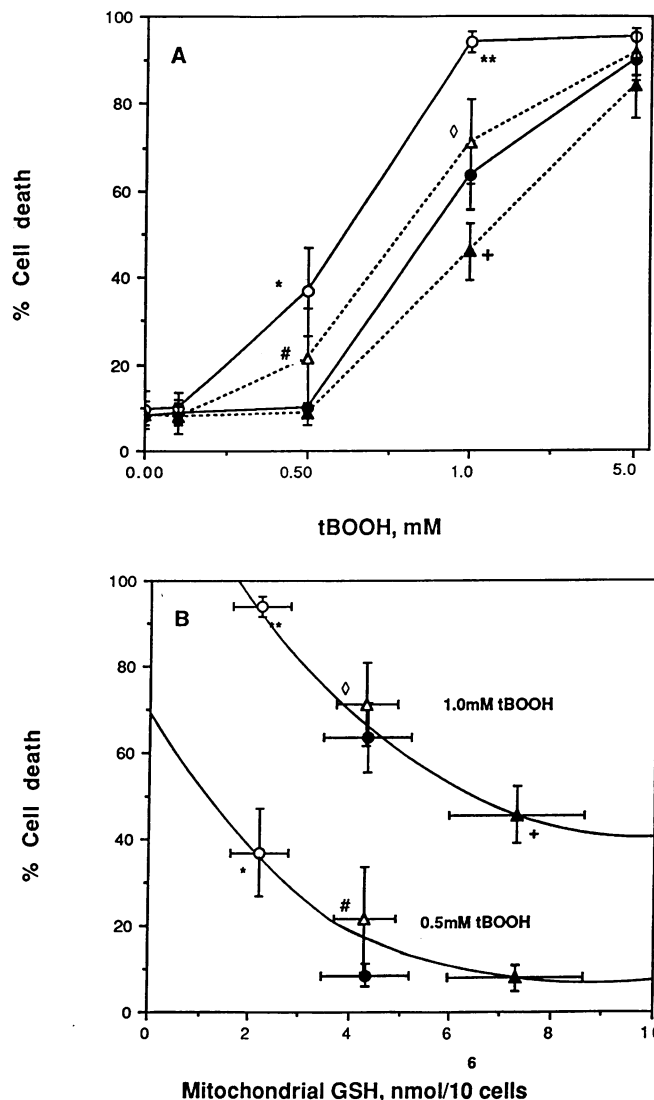 100
A
**
80
◊
60
% Cell death
+
40
*
#
20
0
0.00 0.50 1.0 5.0
tBOOH, mM
100
B
**
80
◊
1.0mM tBOOH
60
% Cell death
40
+
*
20
#
0.5mM tBOOH
0
0 2 4 6 8 10
6
Mitochondrial GSH, nmol/10 cells